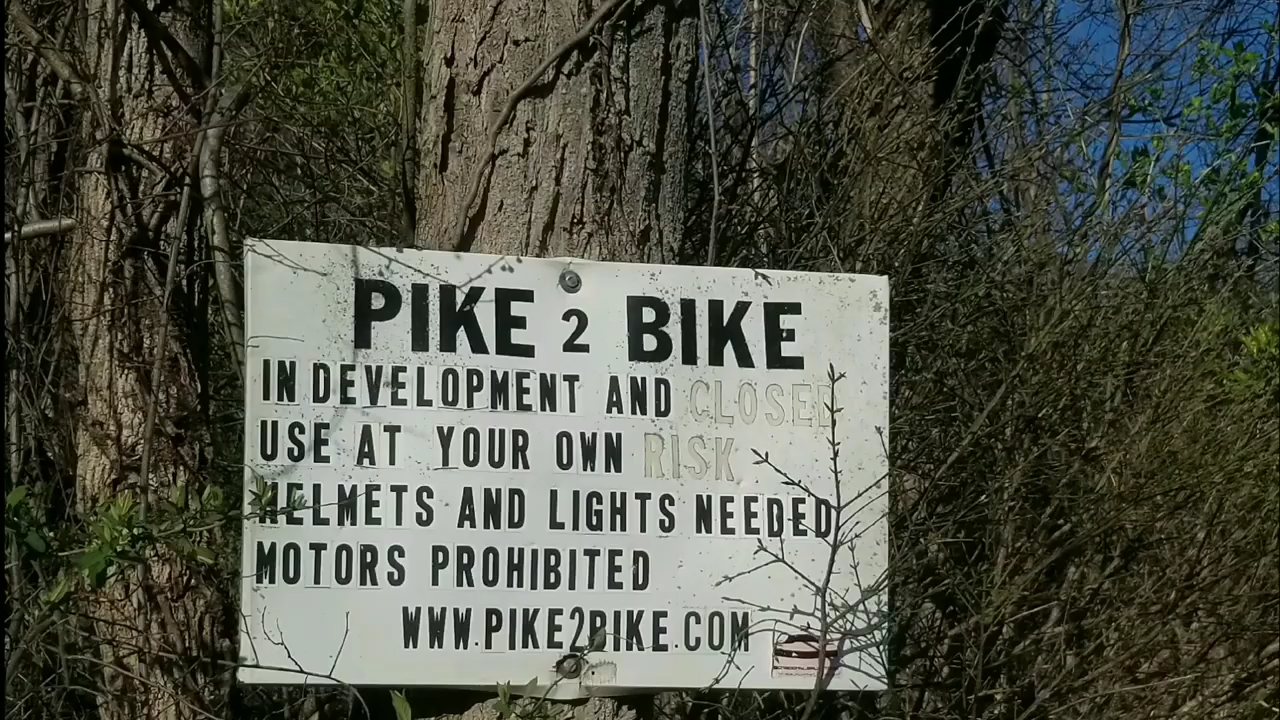 PIKE 2 BIKE
IN DEVELOPMENT AND CLOSED
USE AT YOUR OWN RISK
HELMETS AND LIGHTS NEEDED
MOTORS PROHIBITED
WWW.PIKE2BIKE.COM